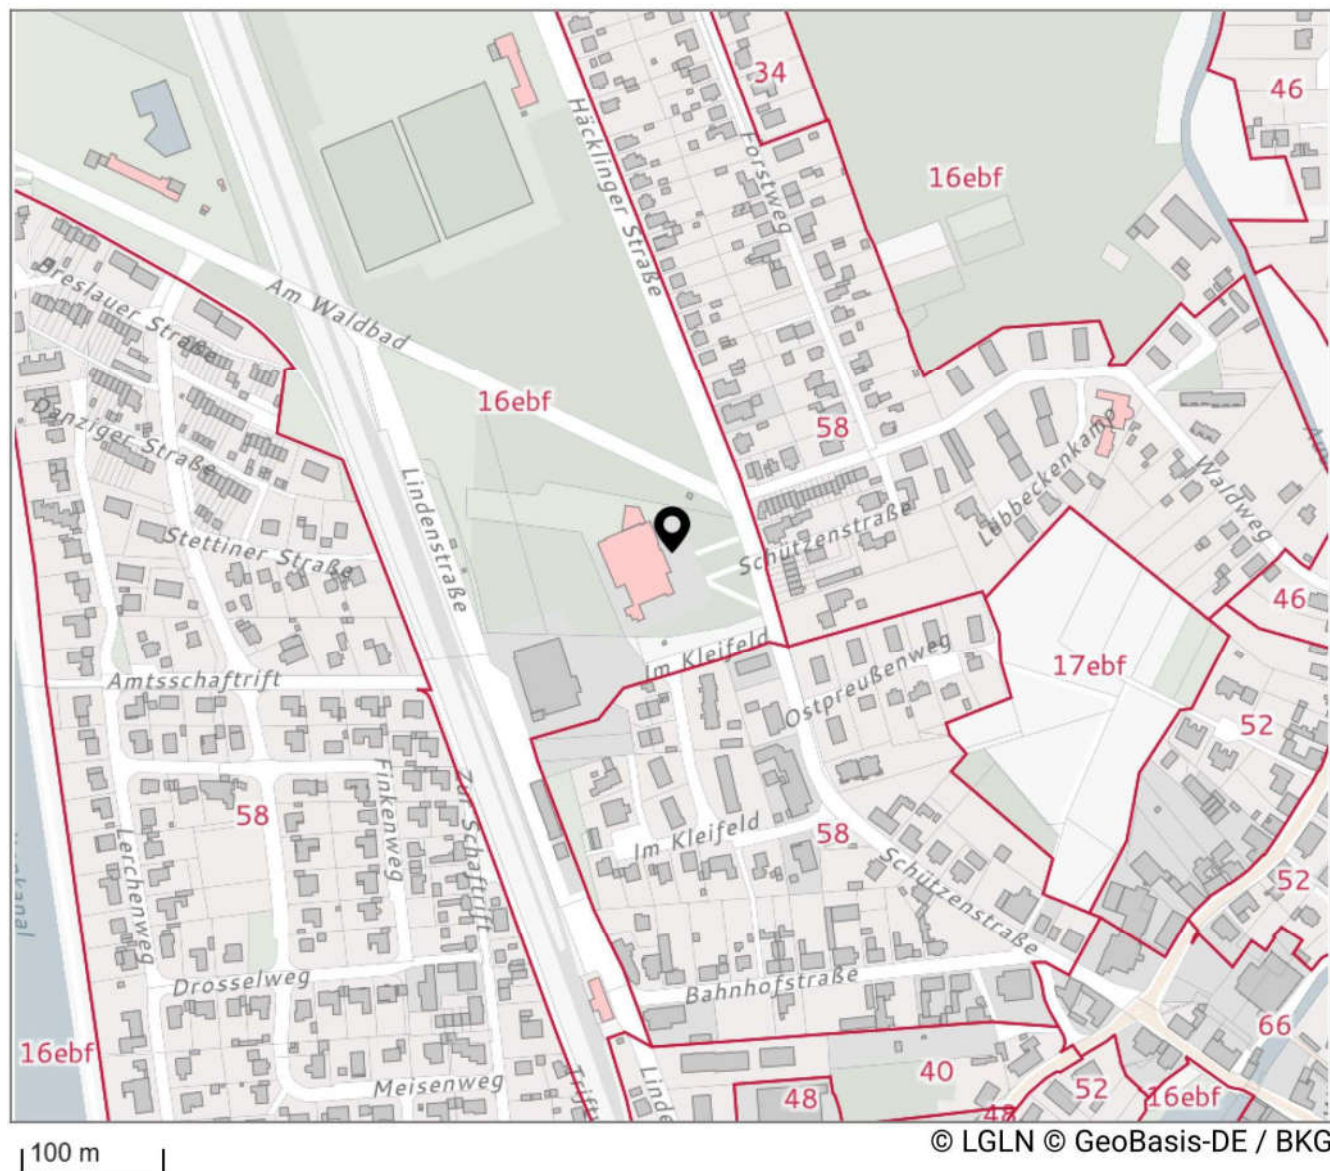 34
46
Häcklinger Straße
Forstweg
16ebf
Breslauer Straße
Am Waldbad
16ebf
58
Danziger Straße
Lübbeckenkamp
Waldweg
Lindenstraße
Schützenstraße
Stettiner Straße
46
Im Kleifeld
Ostpreußenweg
17ebf
Amtsschaftrift
52
Finkenweg
Zur Schaftrift
58
Im Kleifeld
58
Lerchenweg
Schützenstraße
52
Drosselweg
Bahnhofstraße
66
16ebf
40
Meisenweg
Trift
Linde
48
48
52
16ebf
100 m
© LGLN © GeoBasis-DE / BKG